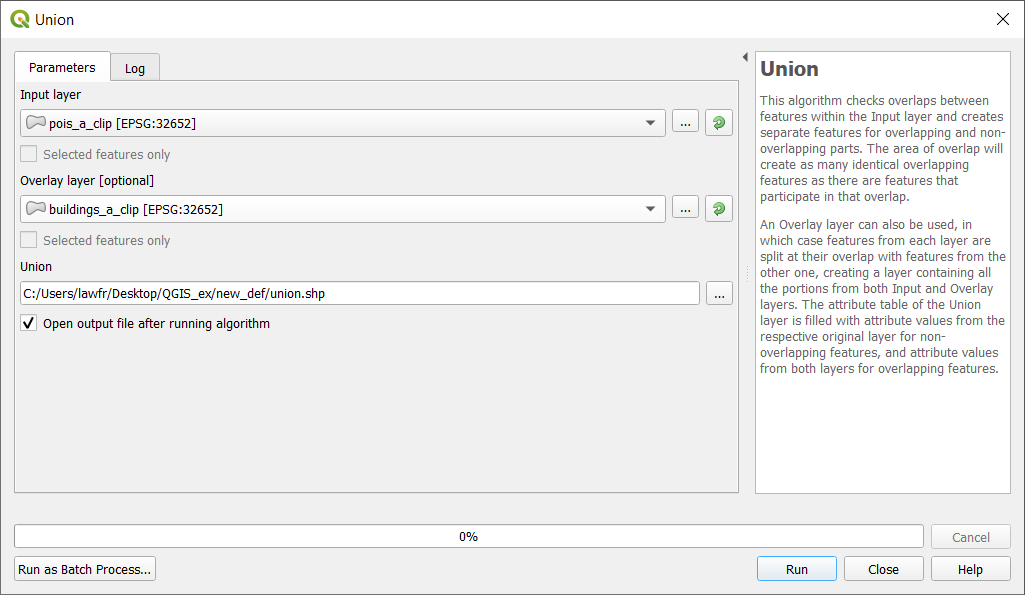 Union
Parameters
Log
Input layer
pois_a_clip [EPSG:32652]
...
Selected features only
Overlay layer [optional]
buildings_a_clip [EPSG:32652]
...
Selected features only
Union
C:/Users/lawfr/Desktop/QGIS_ex/new_def/union.shp
...
Open output file after running algorithm
Union
This algorithm checks overlaps between
features within the Input layer and creates
separate features for overlapping and non-
overlapping parts. The area of overlap will
create as many identical overlapping
features as there are features that
participate in that overlap.
An Overlay layer can also be used, in
which case features from each layer are
split at their overlap with features from the
other one, creating a layer containing all
the portions from both Input and Overlay
layers. The attribute table of the Union
layer is filled with attribute values from the
respective original layer for non-
overlapping features, and attribute values
from both layers for overlapping features.
0%
Cancel
Run as Batch Process...
Run
Close
Help